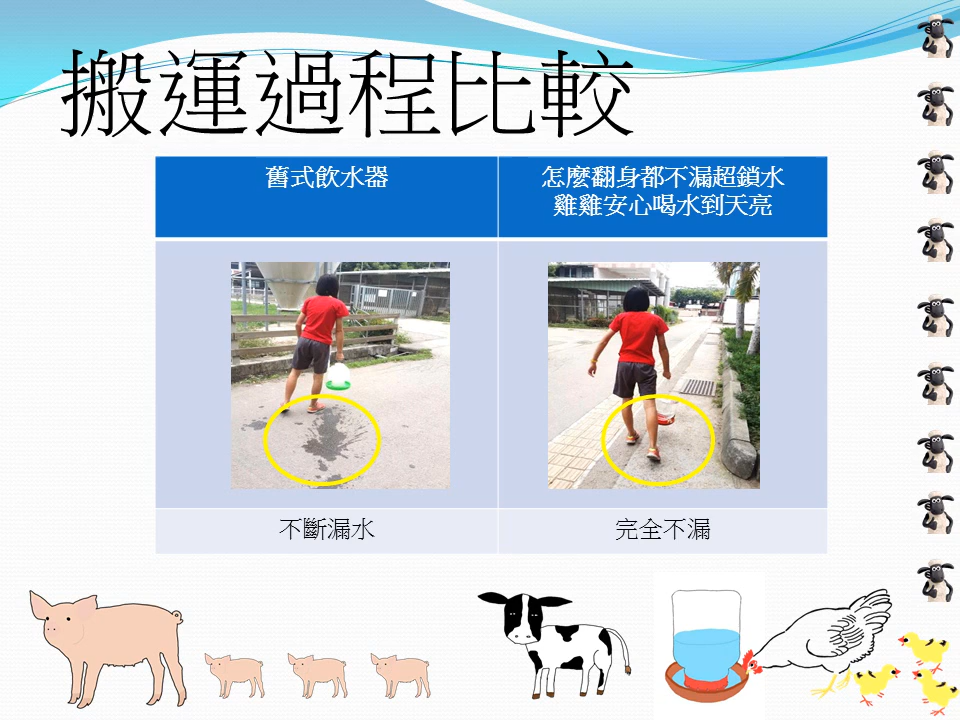 搬運過程比較
舊式飲水器
怎麼翻身都不漏超鎖水
雞雞安心喝水到天亮
不斷漏水
完全不漏